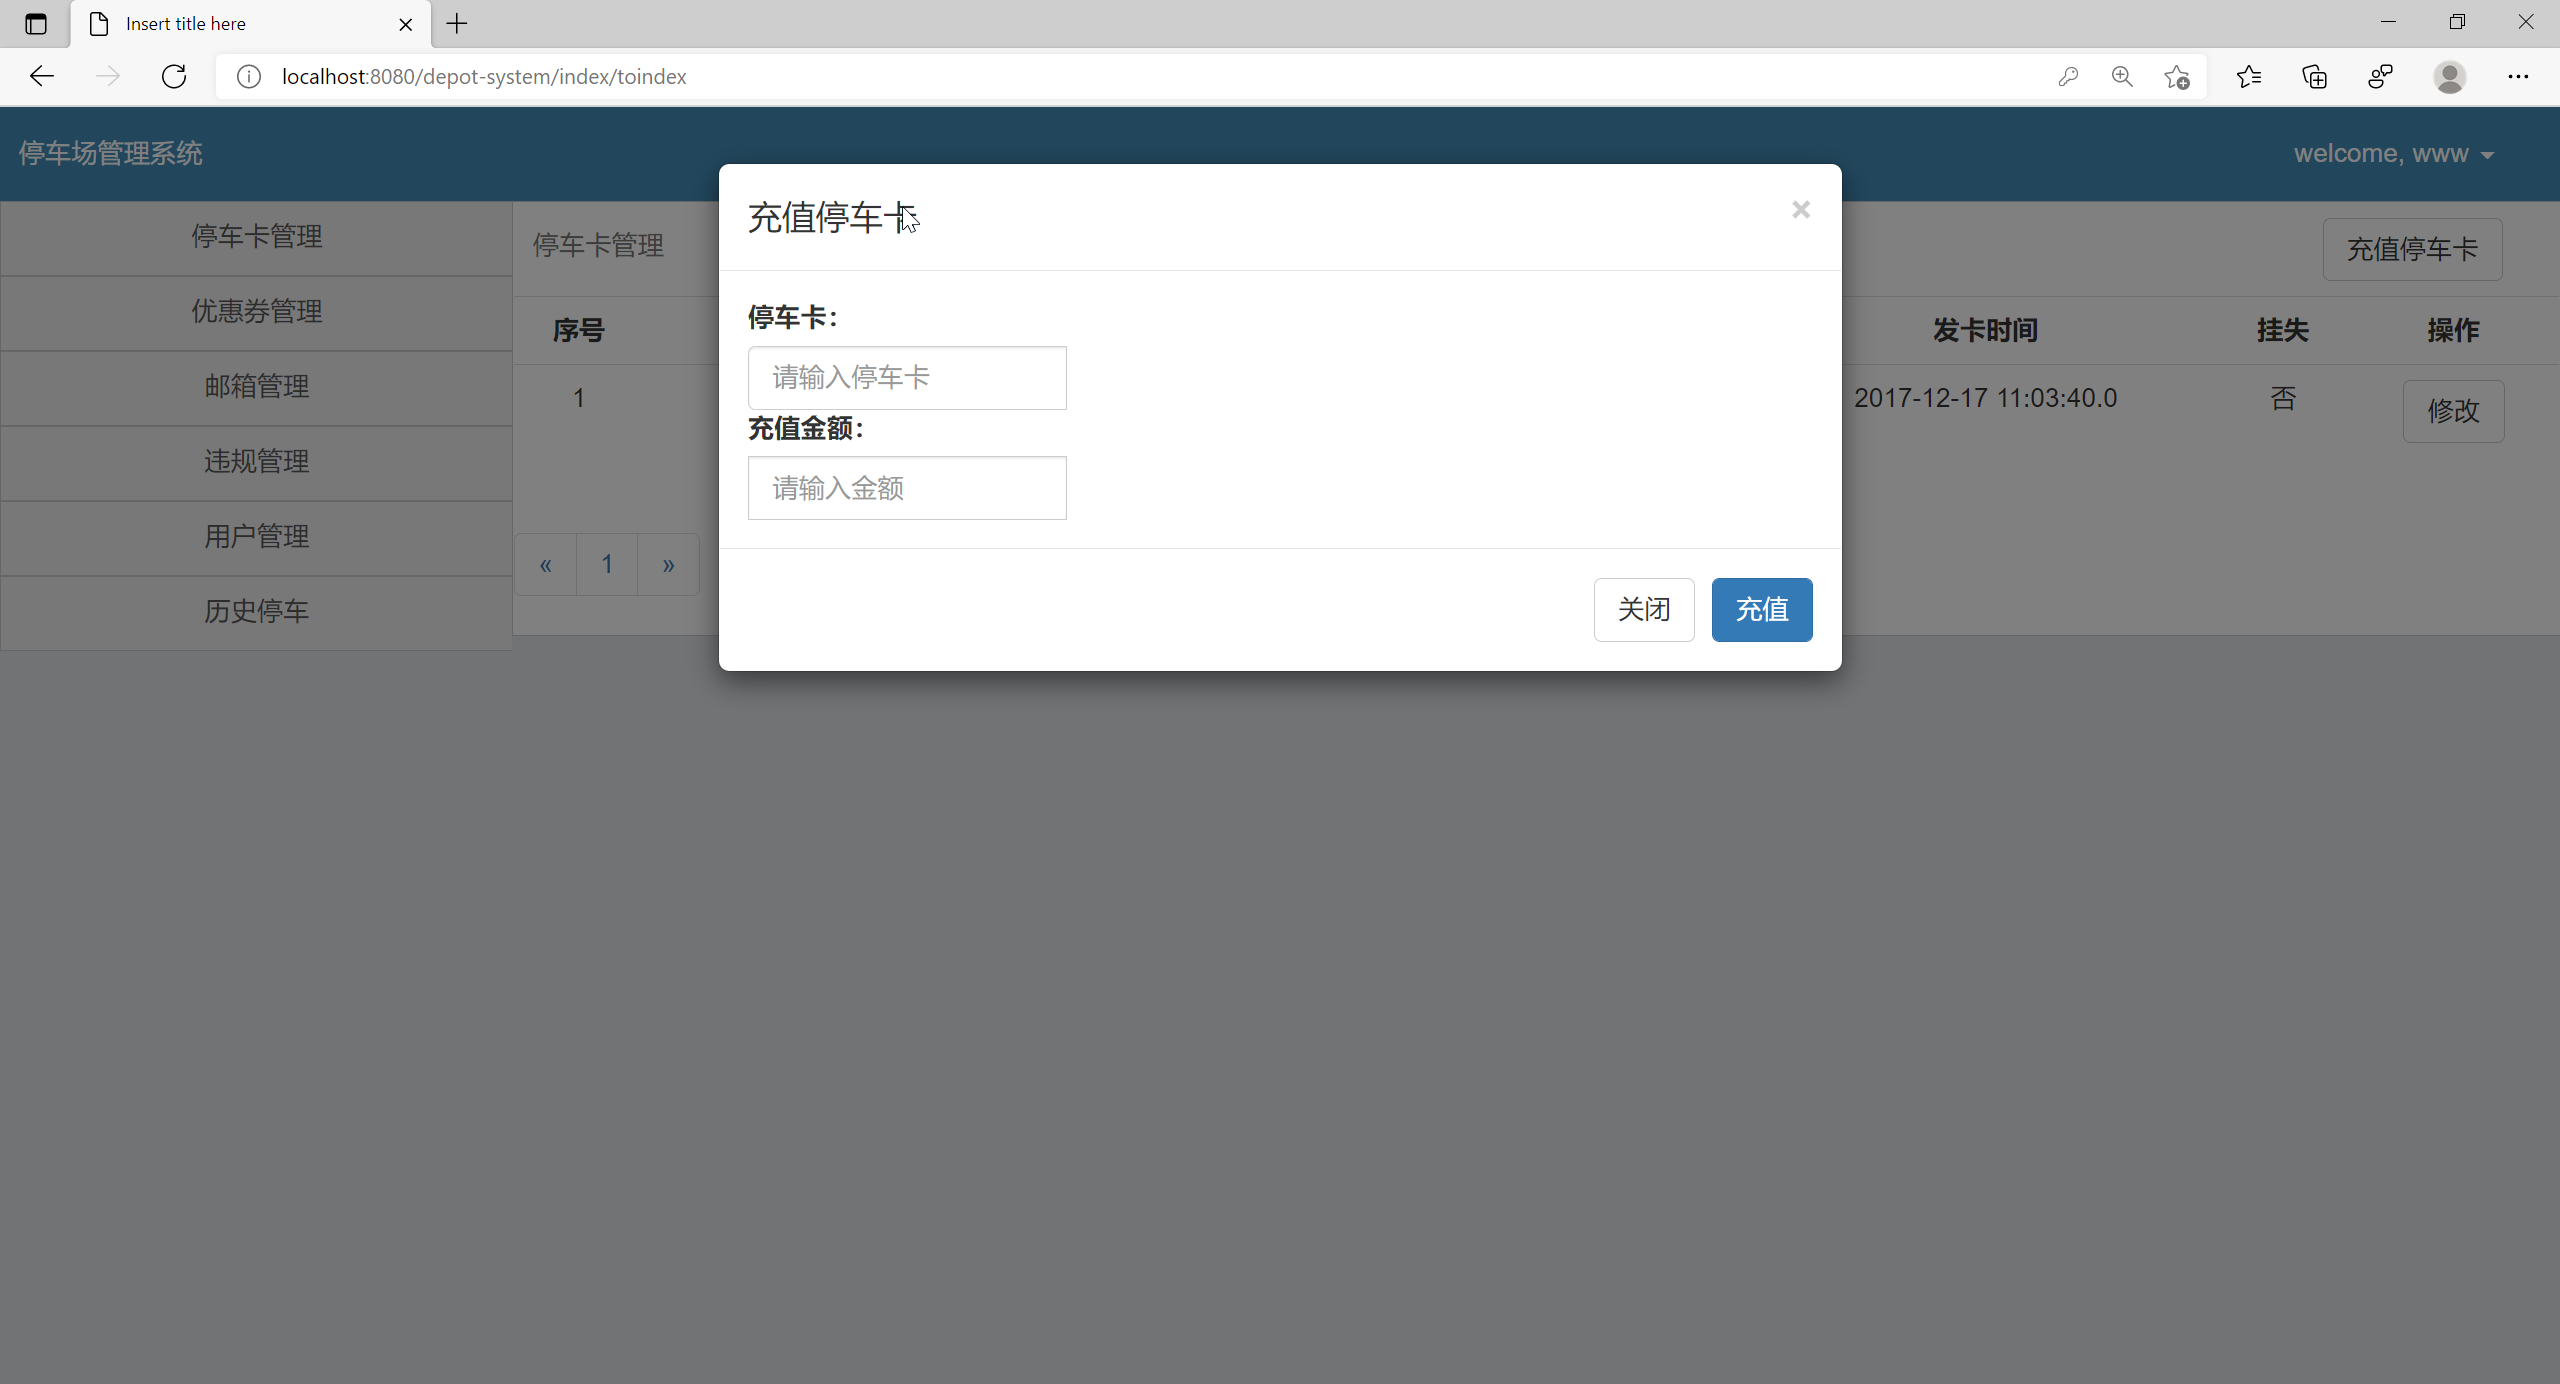 Insert title here
localhost:8080/depot-system/index/toindex
停车场管理系统
welcome, www
停车卡管理
优惠券管理
邮箱管理
违规管理
用户管理
历史停车
停车卡管理
充值停车卡
序号
发卡时间
挂失
操作
1
2017-12-17 11:03:40.0
否
修改
« 1 »
充值停车卡
×
停车卡：
请输入停车卡
充值金额：
请输入金额
关闭
充值